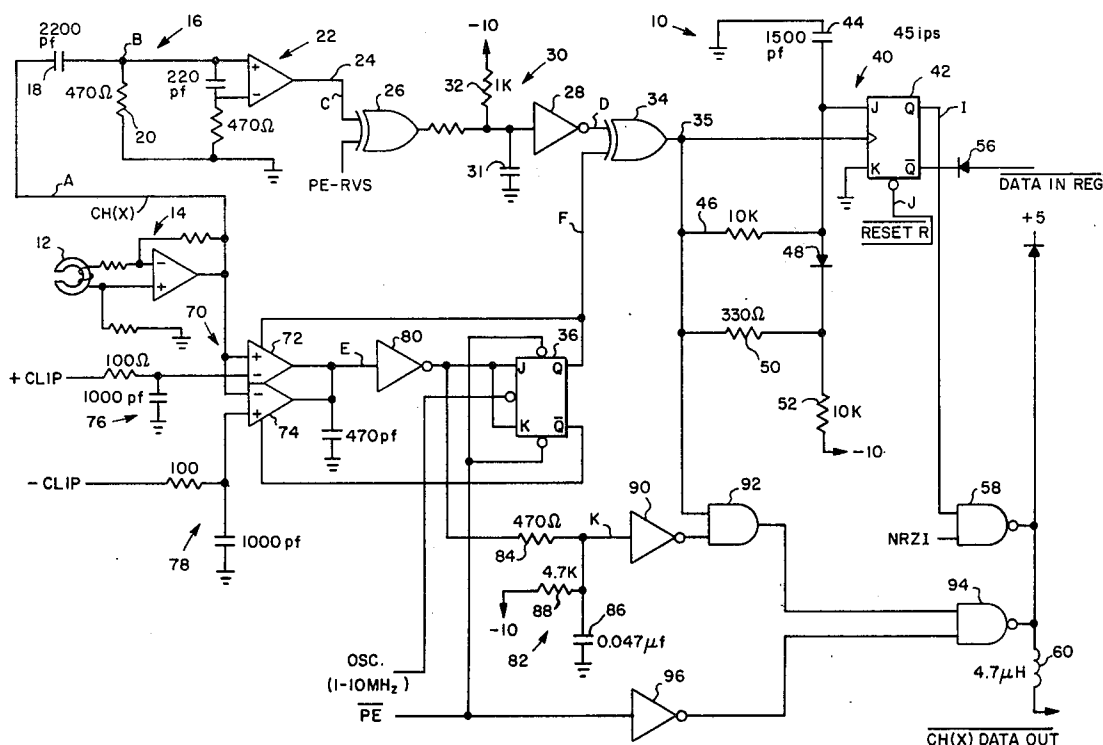 2200
pf
B
16
22
18
470Ω
20
220
pf
470Ω
24
C
26
PE-RVS
-10
32
1K
30
28
31
D
34
35
10
44
1500
pf
45 ips
40
42
J
Q
I
K
Q̅
56
DATA IN REG
J
RESET R
+5
46
10K
48
330Ω
50
52
10K
-10
A
CH(X)
12
14
-
+
F
70
72
80
36
E
J
Q
K
Q̅
+ CLIP
100Ω
1000 pf
76
+
-
-
+
74
470pf
- CLIP
100
78
1000 pf
470Ω
84
K
90
92
4.7K
88
-10
82
86
0.047μf
58
NRZI
94
OSC.
(1-10MHz)
PE
96
60
4.7μH
CH(X) DATA OUT